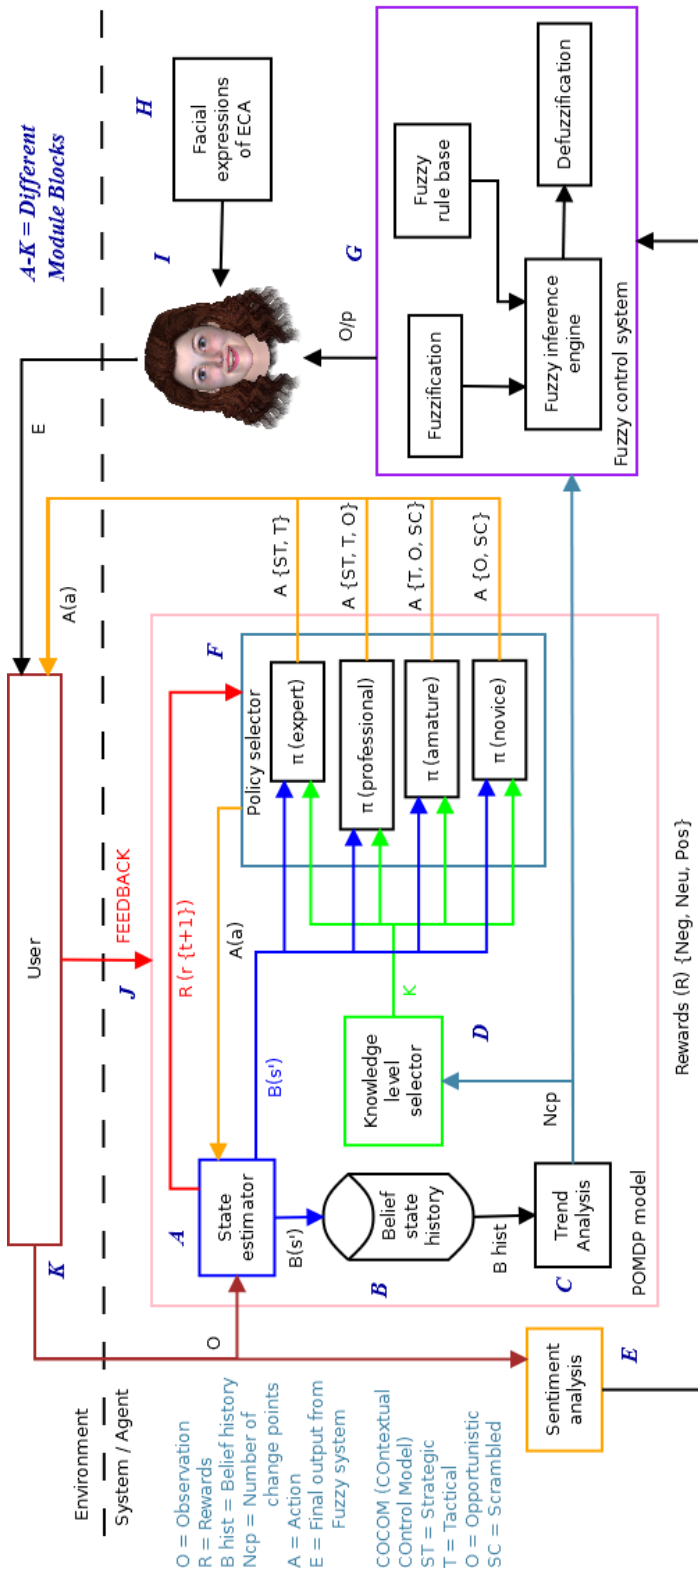 Environment
System / Agent
A-K = Different
Module Blocks
User
K
E
A(a)
O
FEEDBACK
J
H
Facial
expressions
of ECA
I
O/p
G
Fuzzification
Fuzzy
rule base
Fuzzy inference
engine
Defuzzification
Fuzzy control system
A
State
estimator
R (r {t+1})
A(a)
B(s')
B(s')
B
Belief
state
history
B hist
C
Trend
Analysis
Ncp
D
Knowledge
level
selector
K
F
Policy selector
π (expert)
π (professional)
π (amature)
π (novice)
A {ST, T}
A {ST, T, O}
A {T, O, SC}
A {O, SC}
POMDP model
Rewards (R) {Neg, Neu, Pos}
E
Sentiment
analysis
O = Observation
R = Rewards
B hist = Belief history
Ncp = Number of
change points
A = Action
E = Final output from
Fuzzy system
COCOM (COntextual
COntrol Model)
ST = Strategic
T = Tactical
O = Opportunistic
SC = Scrambled